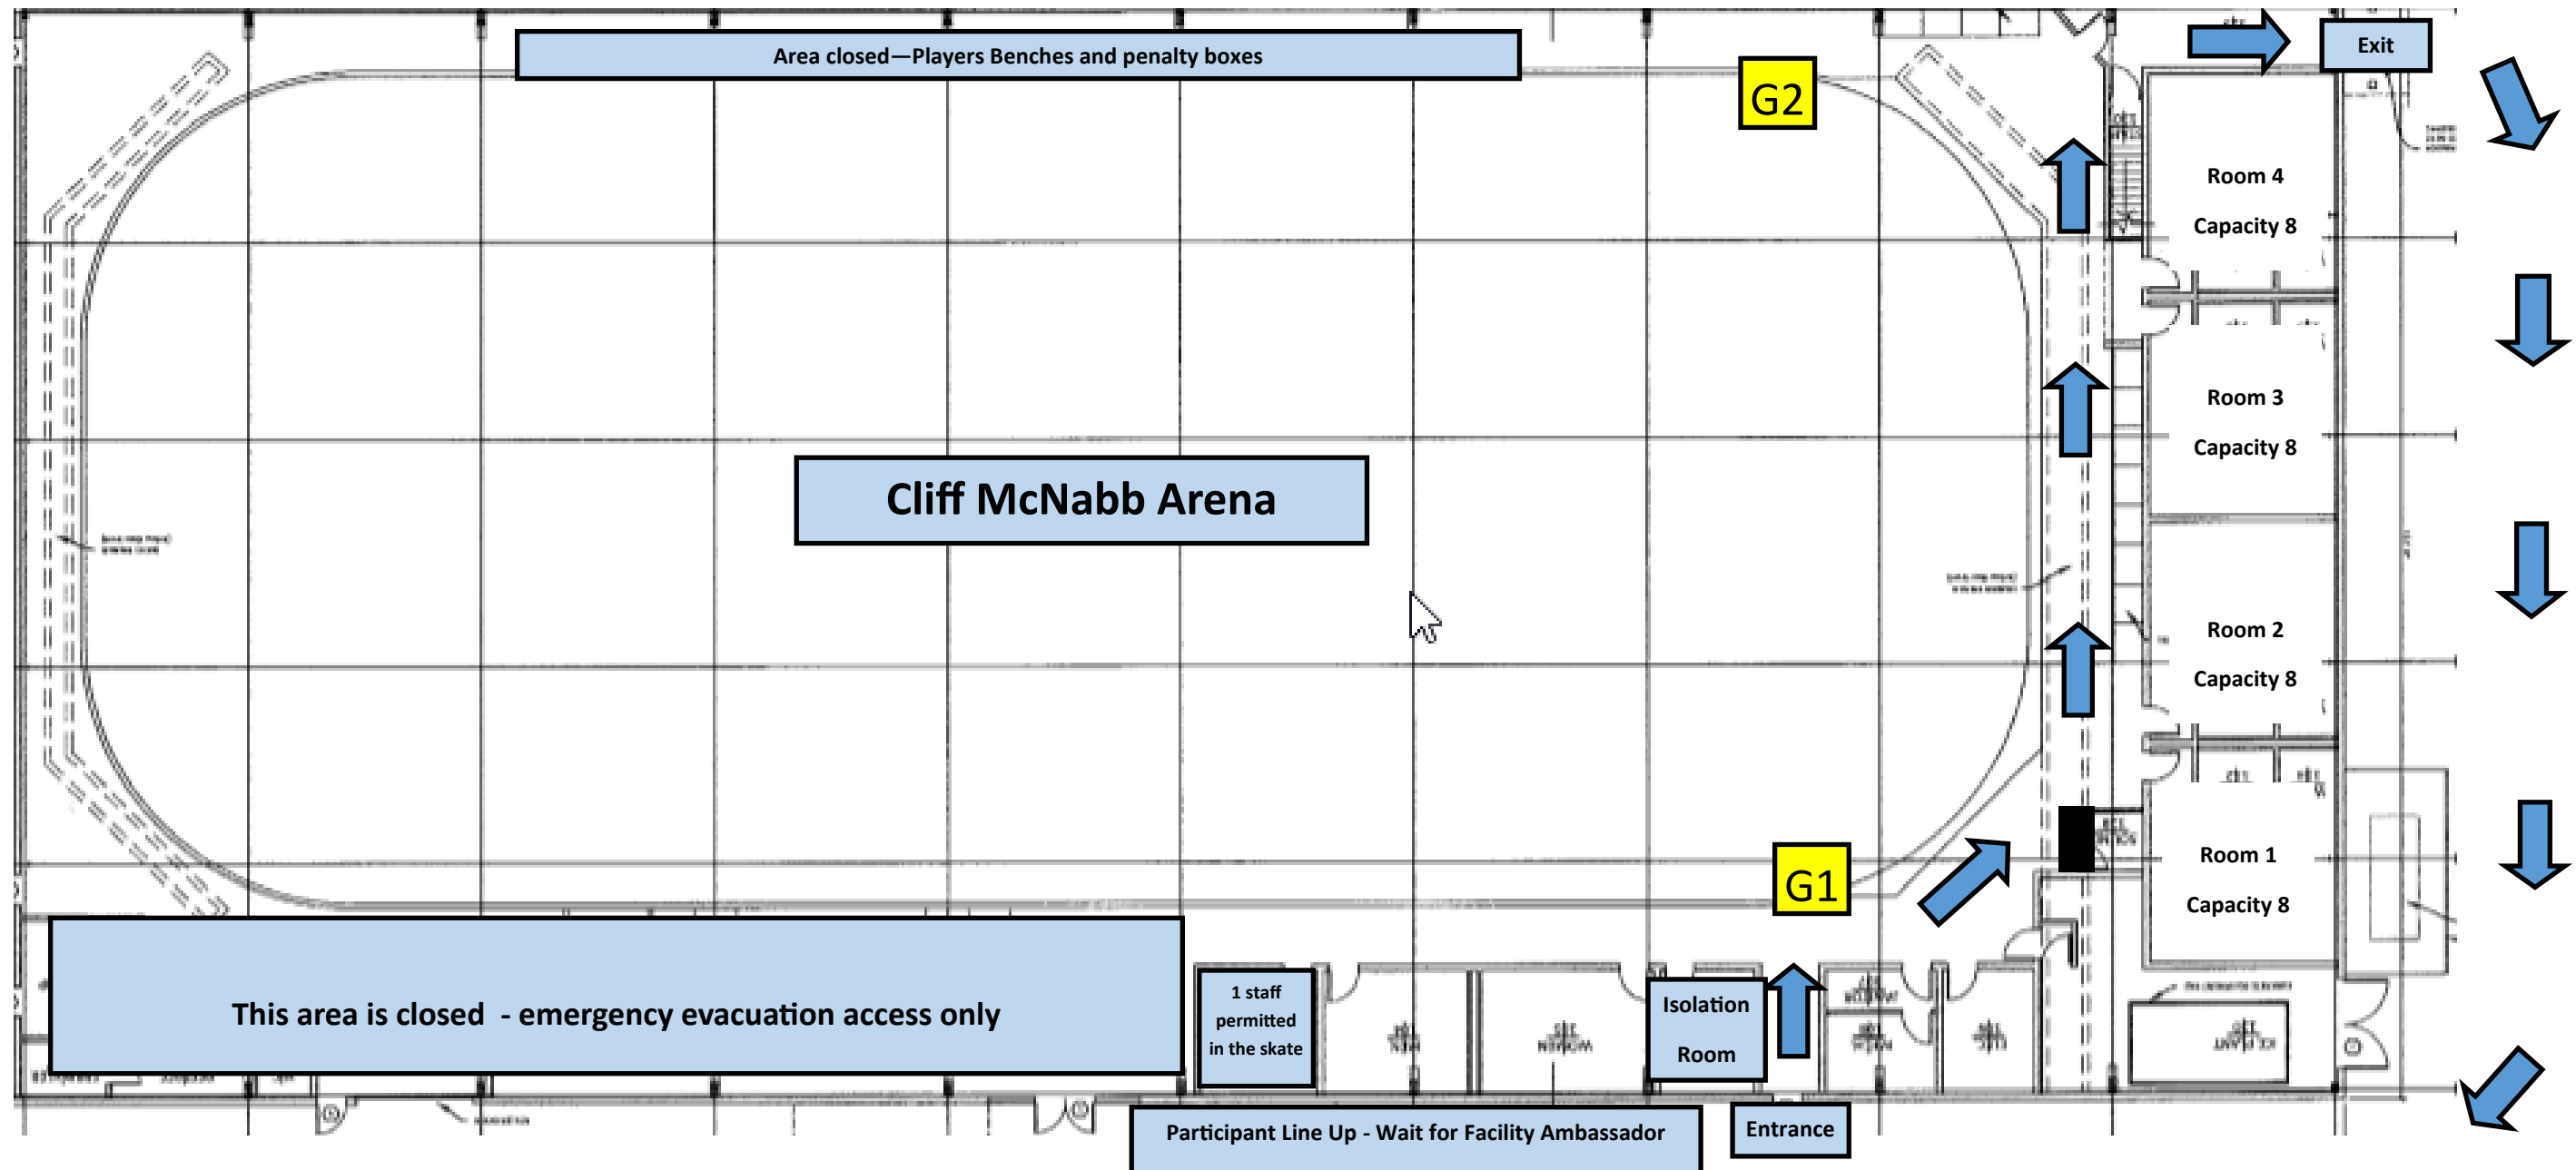 Area closed—Players Benches and penalty boxes
Exit
G2
Room 4
Capacity 8
Room 3
Capacity 8
Cliff McNabb Arena
Room 2
Capacity 8
Room 1
Capacity 8
G1
This area is closed  - emergency evacuation access only
1 staff
permitted
in the skate
Isolation
Room
Participant Line Up - Wait for Facility Ambassador
Entrance